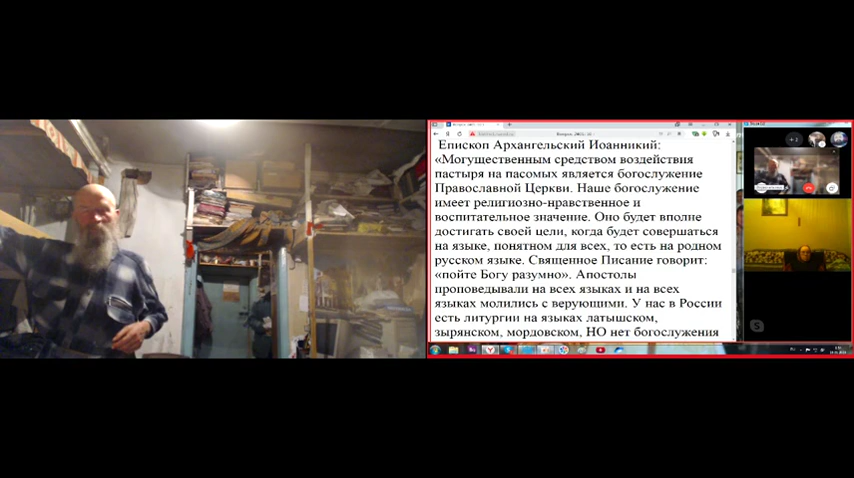 Епископ Архангельский Иоанникий:
«Могущественным средством воздействия
пастыря на пасомых является богослужение
Православной Церкви. Наше богослужение
имеет религиозно-нравственное и
воспитательное значение. Оно будет вполне
достигать своей цели, когда будет совершаться
на языке, понятном для всех, то есть на родном
русском языке. Священное Писание говорит:
«пойте Богу разумно». Апостолы
проповедывали на всех языках и на всех
языках молились с верующими. У нас в России
есть литургии на языках латышском,
зырянском, мордовском, НО нет богослужения